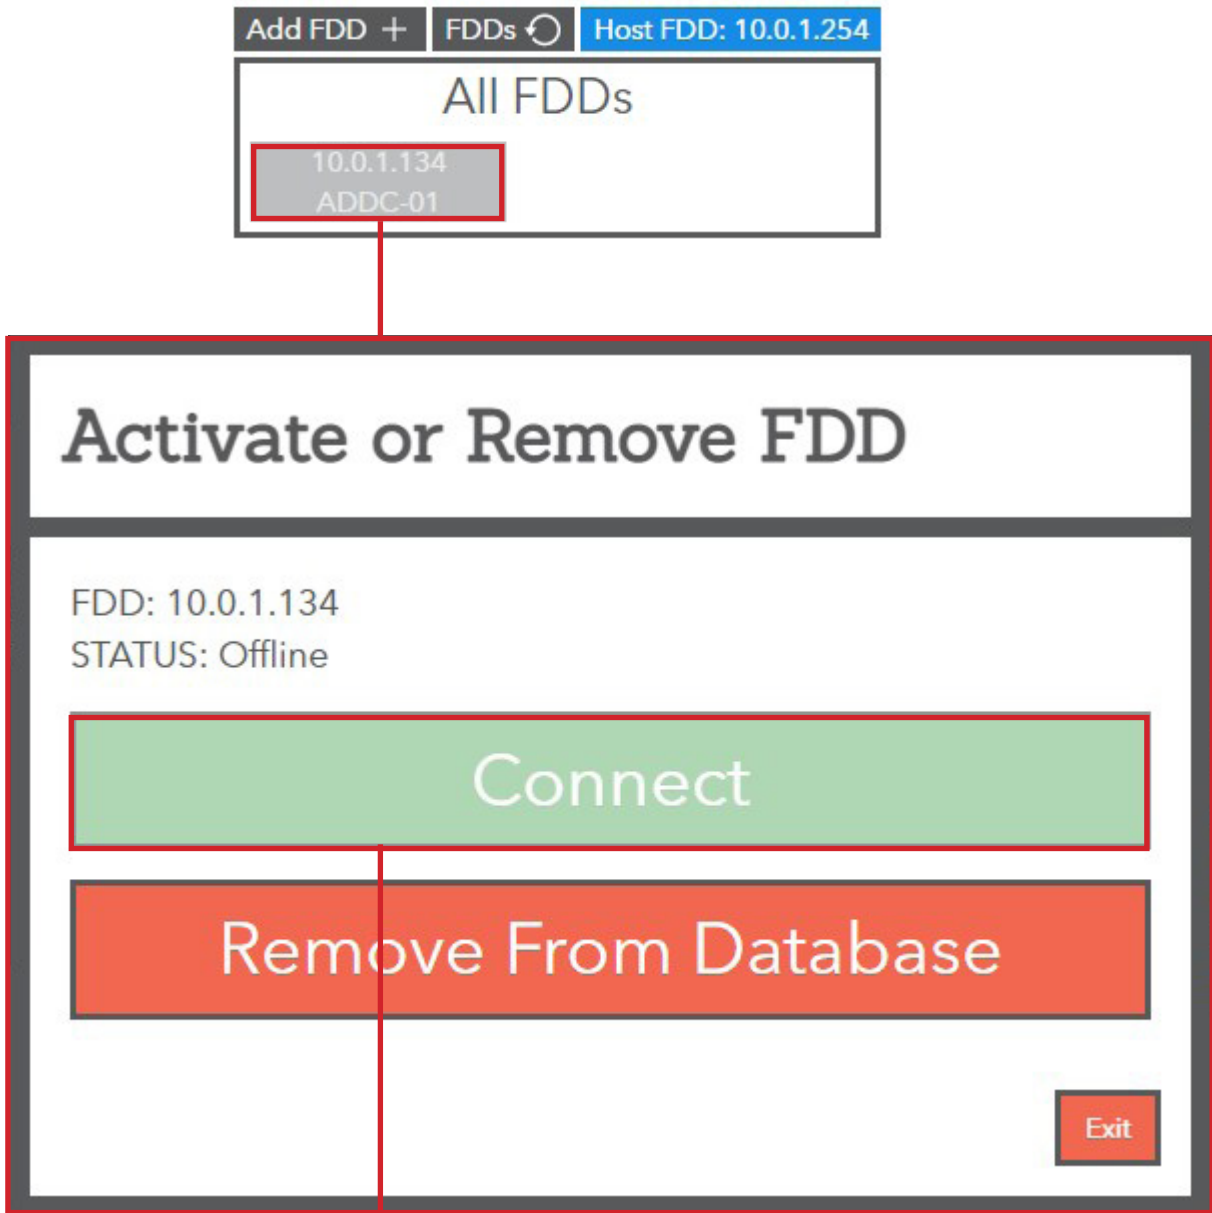 Add FDD +
FDDs
Host FDD: 10.0.1.254
All FDDs
10.0.1.134
ADDC-01
Activate or Remove FDD
FDD: 10.0.1.134
STATUS: Offline
Connect
Remove From Database
Exit